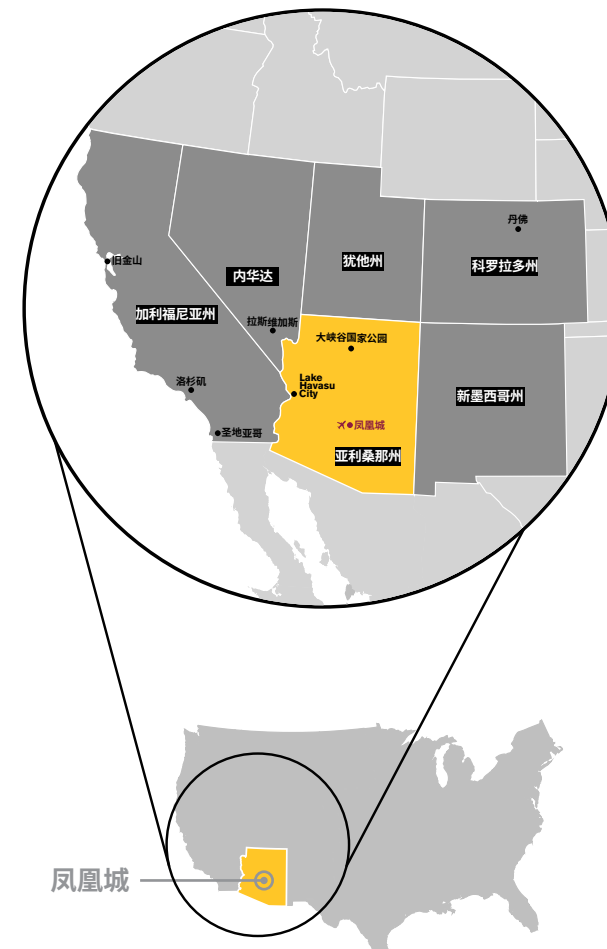 丹佛
旧金山
犹他州
科罗拉多州
内华达
加利福尼亚州
拉斯维加斯
大峡谷国家公园
洛杉矶
Lake
Havasu
City
新墨西哥州
圣地亚哥
凤凰城
亚利桑那州
凤凰城